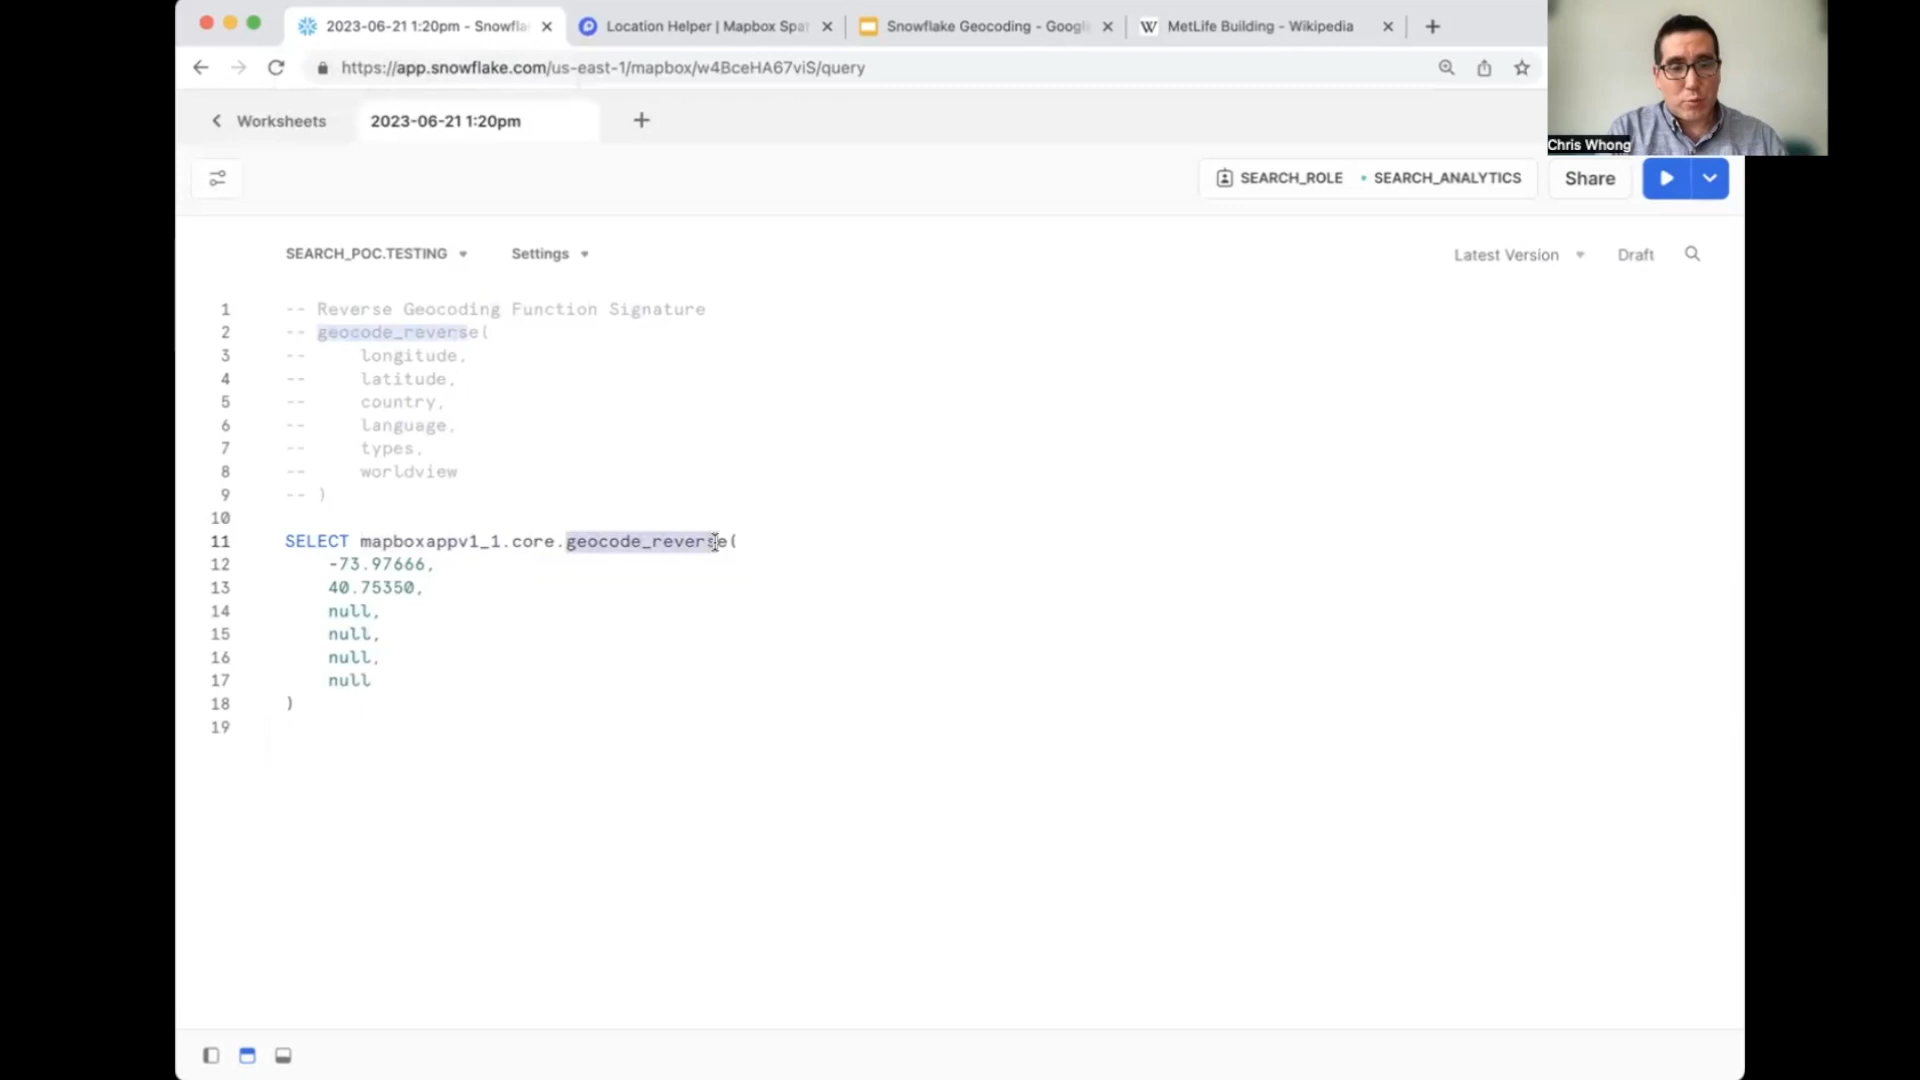 2023-06-21 1:20pm - Snowfla
Location Helper | Mapbox Spa
Snowflake Geocoding - Googl
MetLife Building - Wikipedia
https://app.snowflake.com/us-east-1/mapbox/w4BceHA67viS/query
Chris Whong
Worksheets
2023-06-21 1:20pm
SEARCH_ROLE • SEARCH_ANALYTICS
Share
SEARCH_POC.TESTING
Settings
Latest Version
Draft
1 -- Reverse Geocoding Function Signature
2 -- geocode_reverse(
3 -- longitude,
4 -- latitude,
5 -- country,
6 -- language,
7 -- types,
8 -- worldview
9 -- )
10
11 SELECT mapboxappv1_1.core.geocode_reverse(
12 -73.97666,
13 40.75350,
14 null,
15 null,
16 null,
17 null
18 )
19